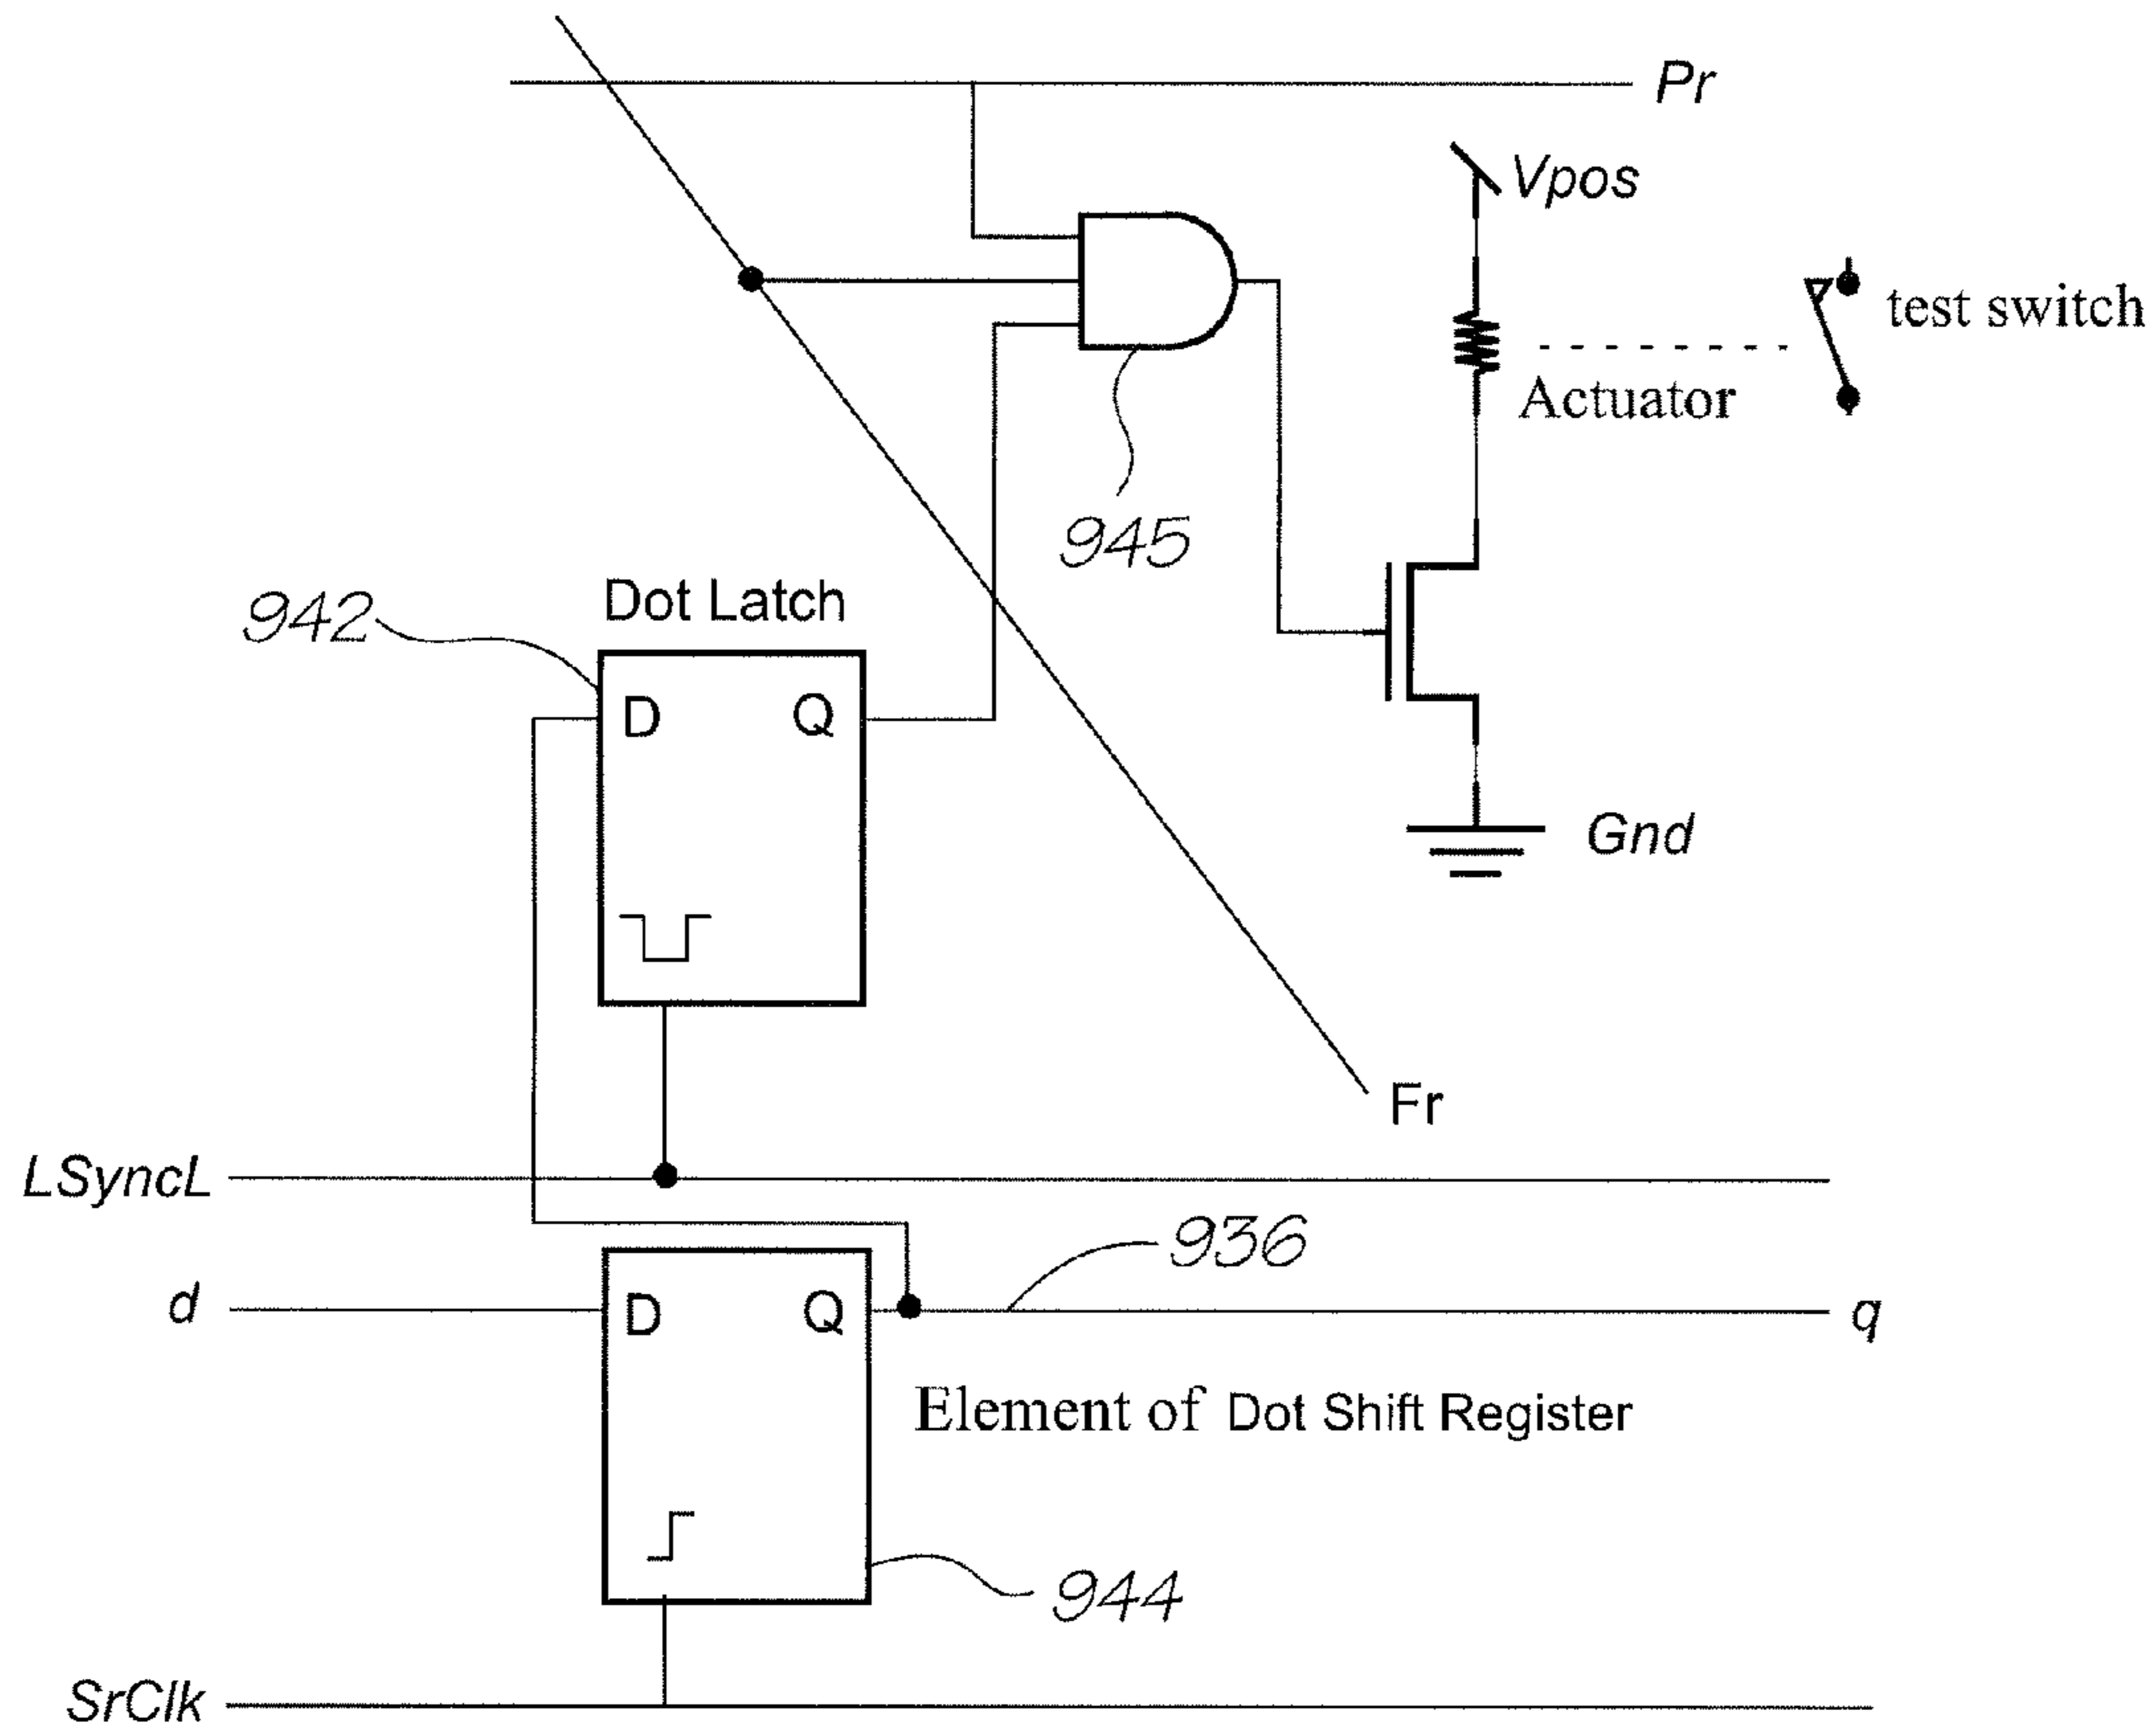 Pr
Vpos
test switch
Actuator
945
942
Dot Latch
D Q
Gnd
Fr
LSyncL
936
d D Q q
Element of Dot Shift Register
944
SrClk